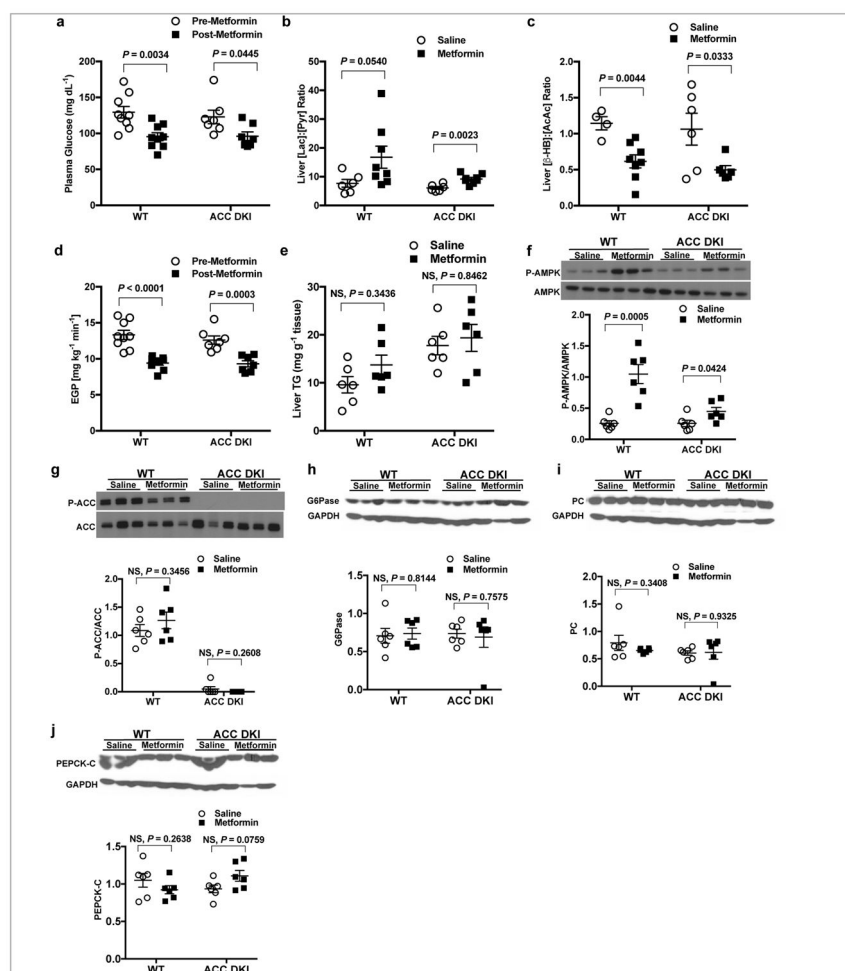 a
Pre-Metformin
Post-Metformin
P = 0.0034
P = 0.0445
Plasma Glucose (mg dL-1)
200
150
100
50
0
WT
ACC DKI
b
Saline
Metformin
P = 0.0540
P = 0.0023
Liver [Lac]:[Pyr] Ratio
50
40
30
20
10
0
WT
ACC DKI
c
Saline
Metformin
P = 0.0044
P = 0.0333
Liver [β-HB]:[AcAc] Ratio
2.0
1.5
1.0
0.5
0.0
WT
ACC DKI
d
Pre-Metformin
Post-Metformin
P < 0.0001
P = 0.0003
EGP [mg kg-1 min-1)
20
15
10
5
0
WT
ACC DKI
e
Saline
Metformin
NS, P = 0.8462
NS, P = 0.3436
Liver TG (mg g-1 tissue)
40
30
20
10
0
WT
ACC DKI
f
WT
ACC DKI
Saline Metformin Saline Metformin
P-AMPK
AMPK
Saline
Metformin
P = 0.0005
P = 0.0424
P-AMPK/AMPK
2.0
1.5
1.0
0.5
0.0
WT
ACC DKI
g
WT
ACC DKI
Saline Metformin Saline Metformin
P-ACC
ACC
Saline
Metformin
NS, P = 0.3456
NS, P = 0.2608
P-ACC/ACC
2.0
1.5
1.0
0.5
0.0
WT
ACC DKI
h
WT
ACC DKI
Saline Metformin Saline Metformin
G6Pase
GAPDH
Saline
Metformin
NS, P = 0.8144
NS, P = 0.7575
G6Pase
1.5
1.0
0.5
0.0
WT
ACC DKI
i
WT
ACC DKI
Saline Metformin Saline Metformin
PC
GAPDH
Saline
Metformin
NS, P = 0.3408
NS, P = 0.9325
PC
2.0
1.5
1.0
0.5
0.0
WT
ACC DKI
j
WT
ACC DKI
Saline Metformin Saline Metformin
PEPCK-C
GAPDH
Saline
Metformin
NS, P = 0.2638
NS, P = 0.0759
PEPCK-C
1.5
1.0
0.5
0.0
WT
ACC DKI